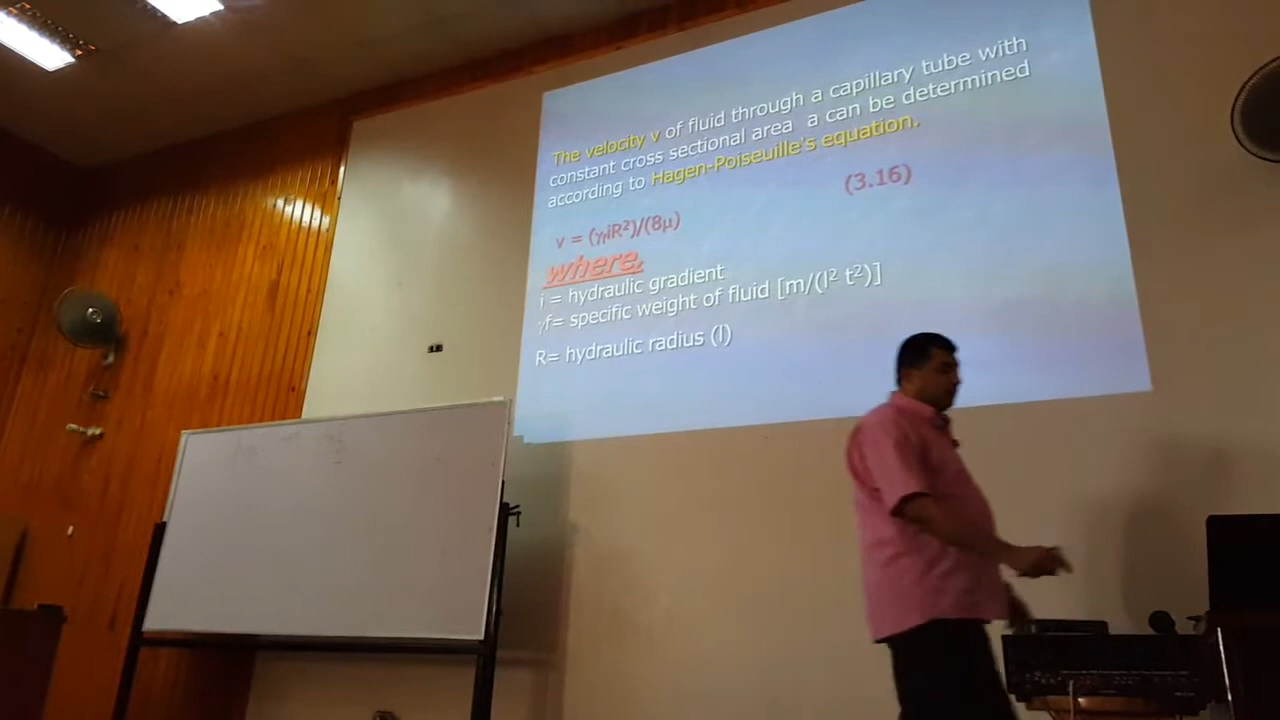 The velocity v of fluid through a capillary tube with
constant cross sectional area a can be determined
according to Hagen-Poiseuille's equation.
(3.16)
v = (γfiR²)/(8μ)
where,
i = hydraulic gradient
γf= specific weight of fluid [m/(l² t²)]
R= hydraulic radius (l)